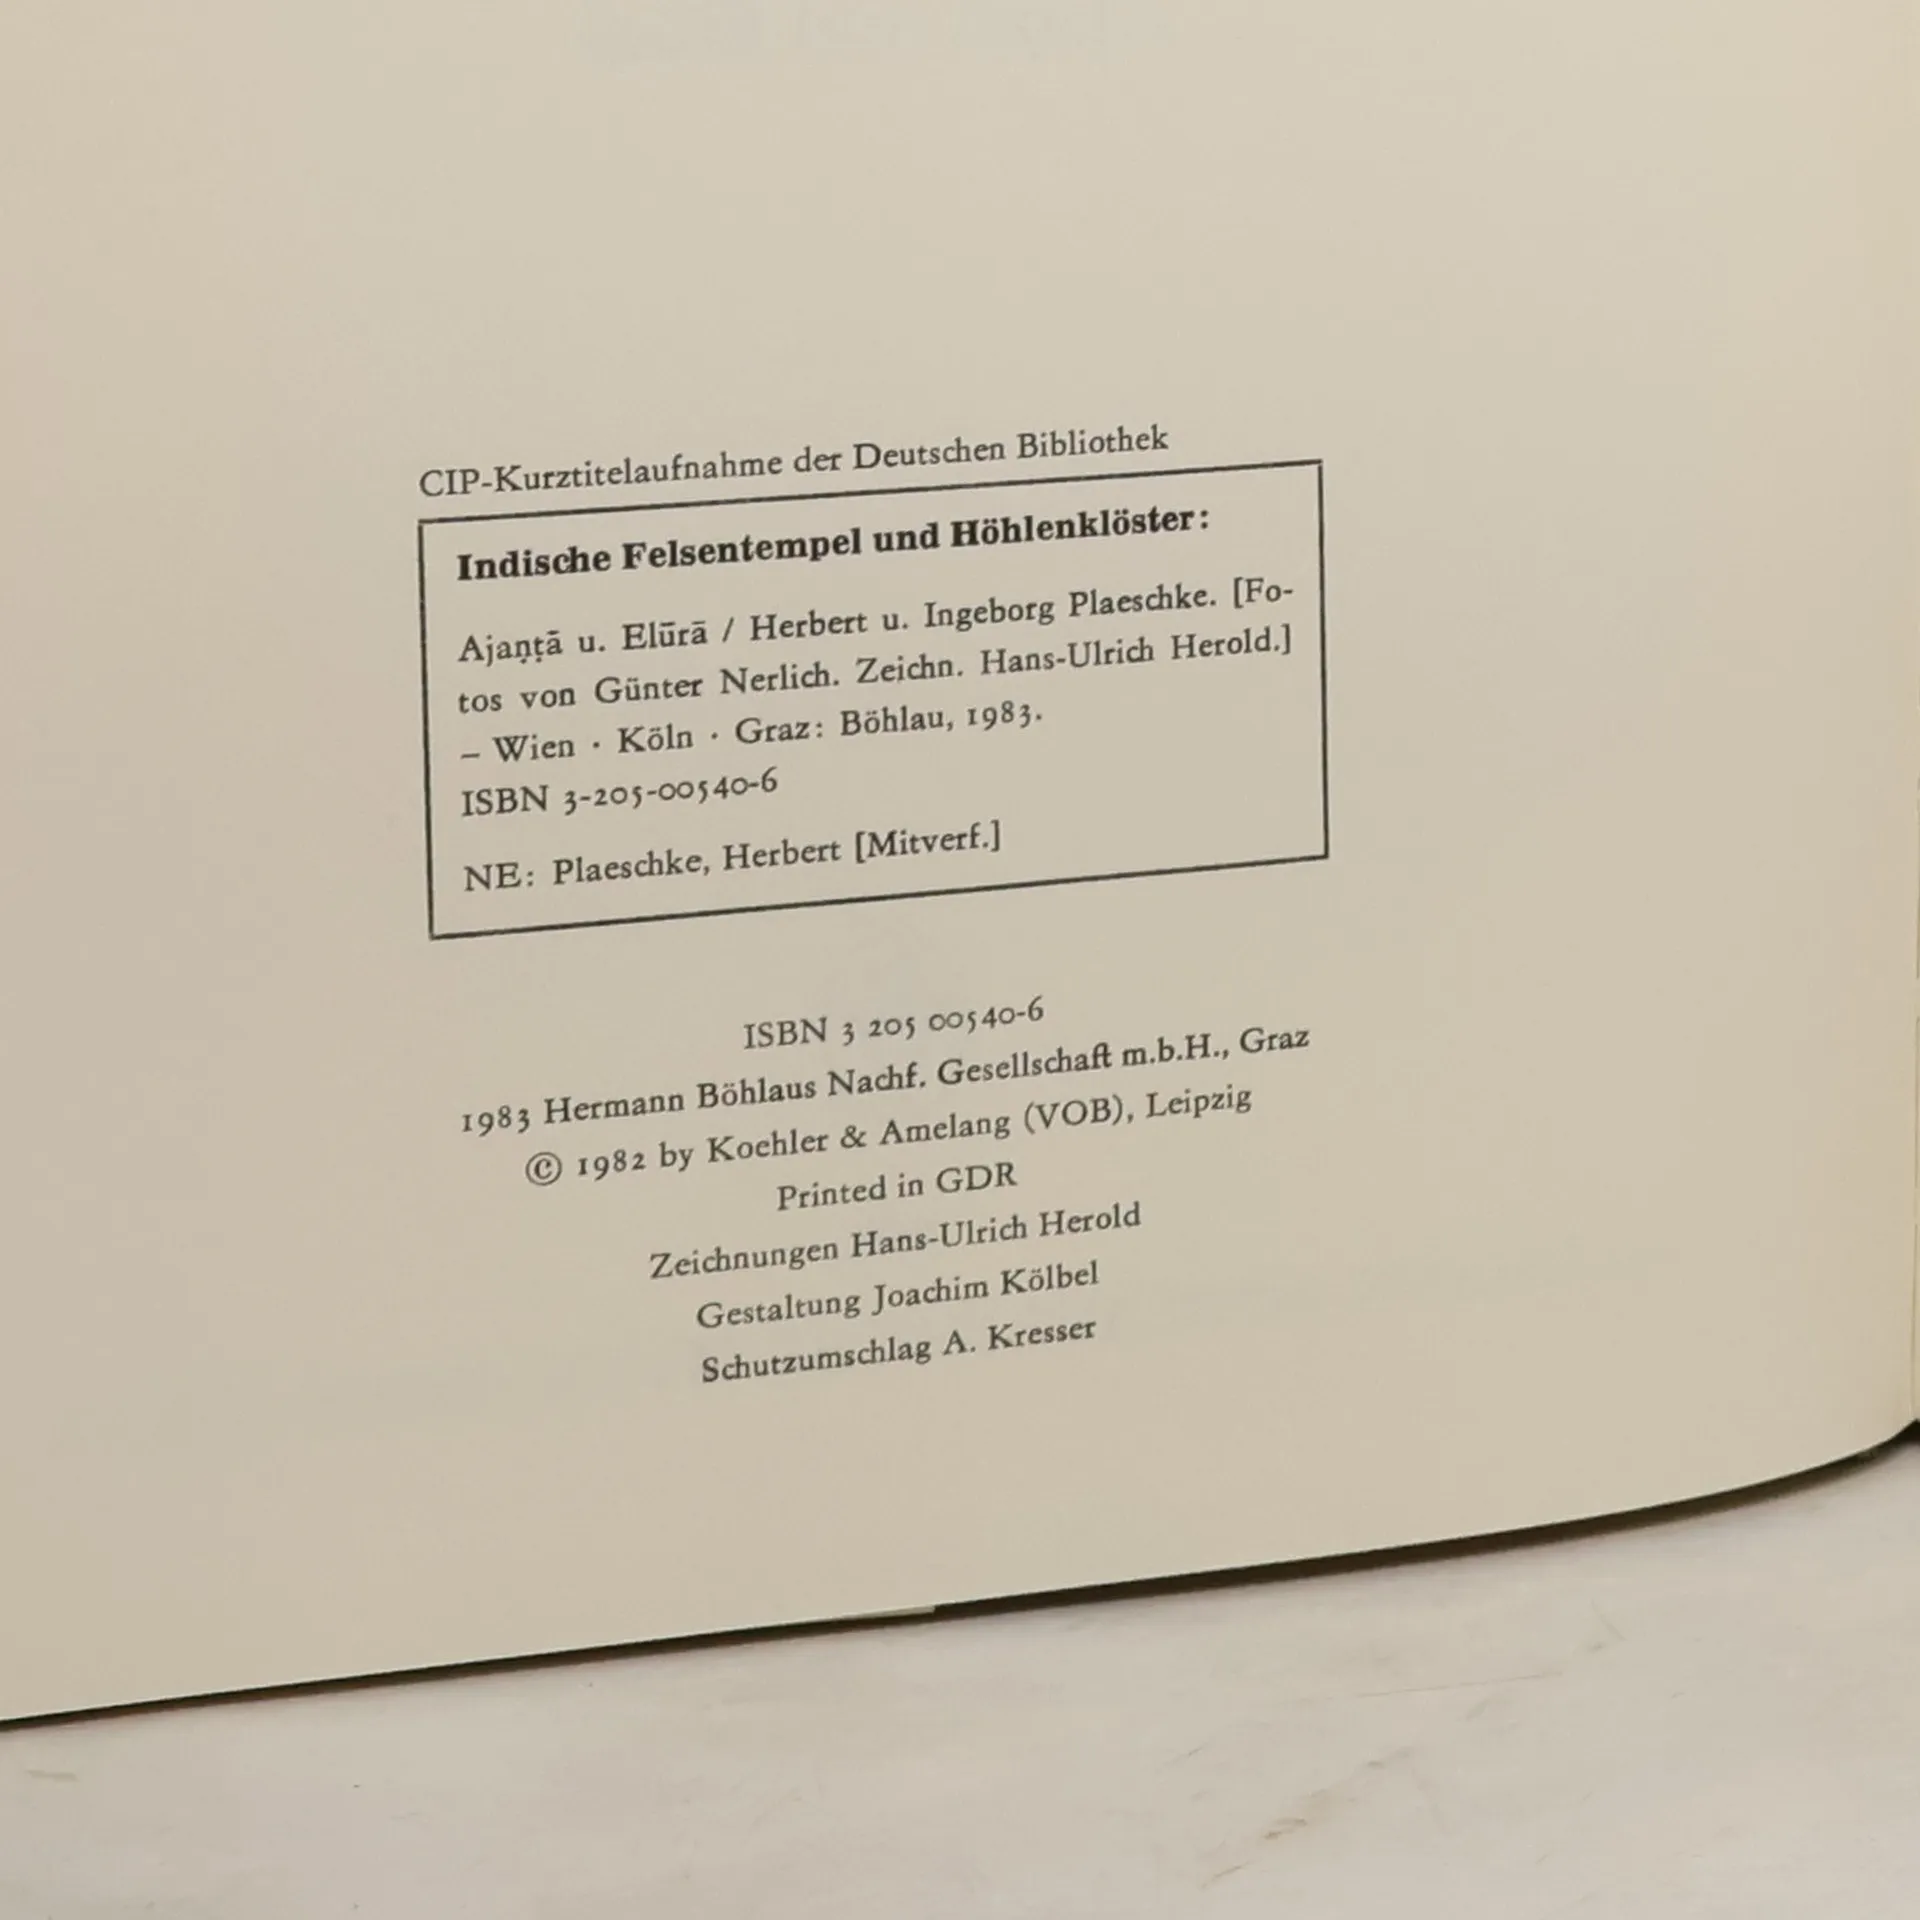 CIP-Kurztitelaufnahme der Deutschen Bibliothek
Indische Felsentempel und Höhlenklöster:
Ajaṇṭā u. Elūrā / Herbert u. Ingeborg Plaeschke. [Fo-
tos von Günter Nerlich. Zeichn. Hans-Ulrich Herold.]
– Wien · Köln · Graz: Böhlau, 1983.
ISBN 3-205-00540-6
NE: Plaeschke, Herbert [Mitverf.]
ISBN 3 205 00540-6
1983 Hermann Böhlaus Nachf. Gesellschaft m.b.H., Graz
© 1982 by Koehler & Amelang (VOB), Leipzig
Printed in GDR
Zeichnungen Hans-Ulrich Herold
Gestaltung Joachim Kölbel
Schutzumschlag A. Kresser